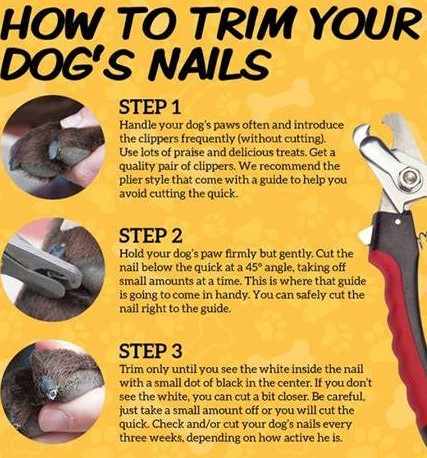 HOW TO TRIM YOUR
DOG'S NAILS
STEP 1
Handle your dog's paws often and introduce
the clippers frequently (without cutting).
Use lots of praise and delicious treats. Get a
quality pair of clippers. We recommend the
plier style that come with a guide to help you
avoid cutting the quick.
STEP 2
Hold your dog's paw firmly but gently. Cut the
nail below the quick at a 45° angle, taking off
small amounts at a time. This is where that guide
is going to come in handy. You can safely cut the
nail right to the guide.
STEP 3
Trim only until you see the white inside the nail
with a small dot of black in the center. If you don't
see the white, you can cut a bit closer. Be careful,
just take a small amount off or you will cut the
quick. Check and/or cut your dog's nails every
three weeks, depending on how active he is.